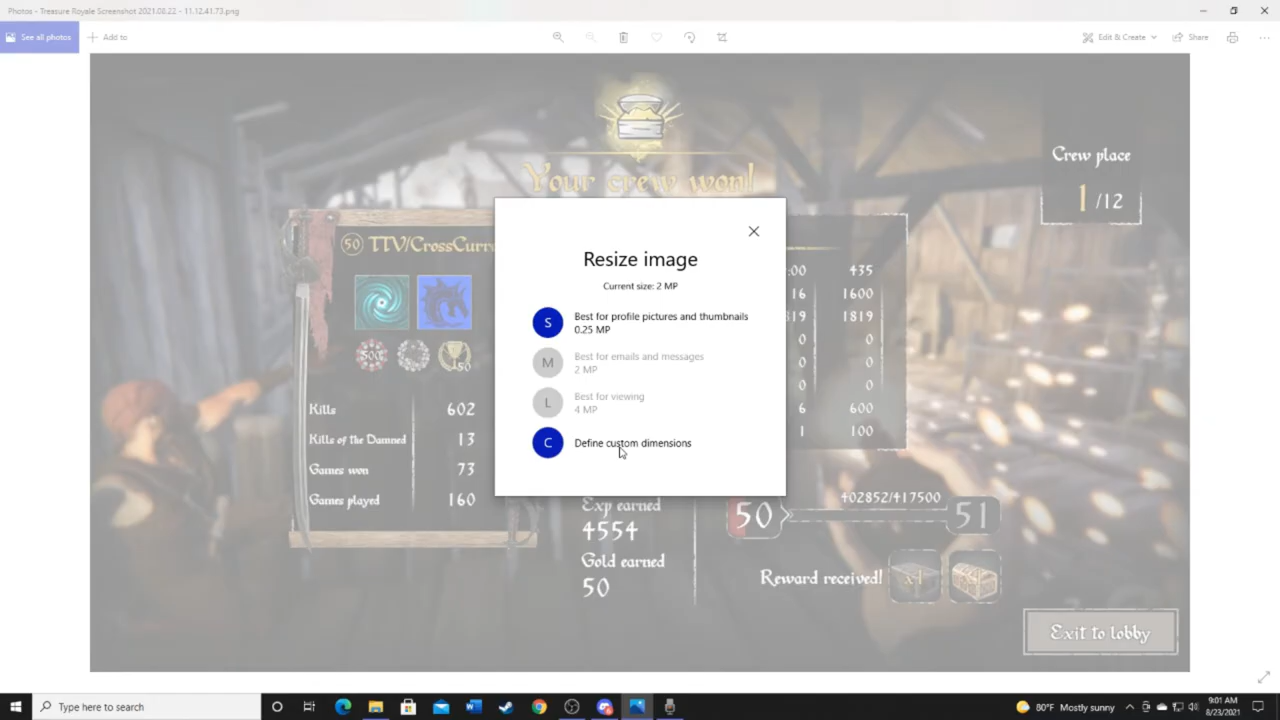 Photos - Treasure Royale Screenshot 2021.08.22 - 11.12.41.73.png
See all photos
Add to
Edit & Create
Share
Your crew won!
Crew place
1/12
50 TTV/CrossCurr
500
50
Kills 602
Kills of the Damned 13
Games won 73
Games played 160
Resize image
Current size: 2 MP
S
Best for profile pictures and thumbnails
0.25 MP
M
Best for emails and messages
2 MP
L
Best for viewing
4 MP
C
Define custom dimensions
:00 435
16 1600
819 1819
0 0
0 0
0 0
6 600
1 100
Exp earned
4554
Gold earned
50
402852/417500
50
51
Reward received!
x1
Exit to lobby
Type here to search
80°F Mostly sunny
9:01 AM
8/23/2021